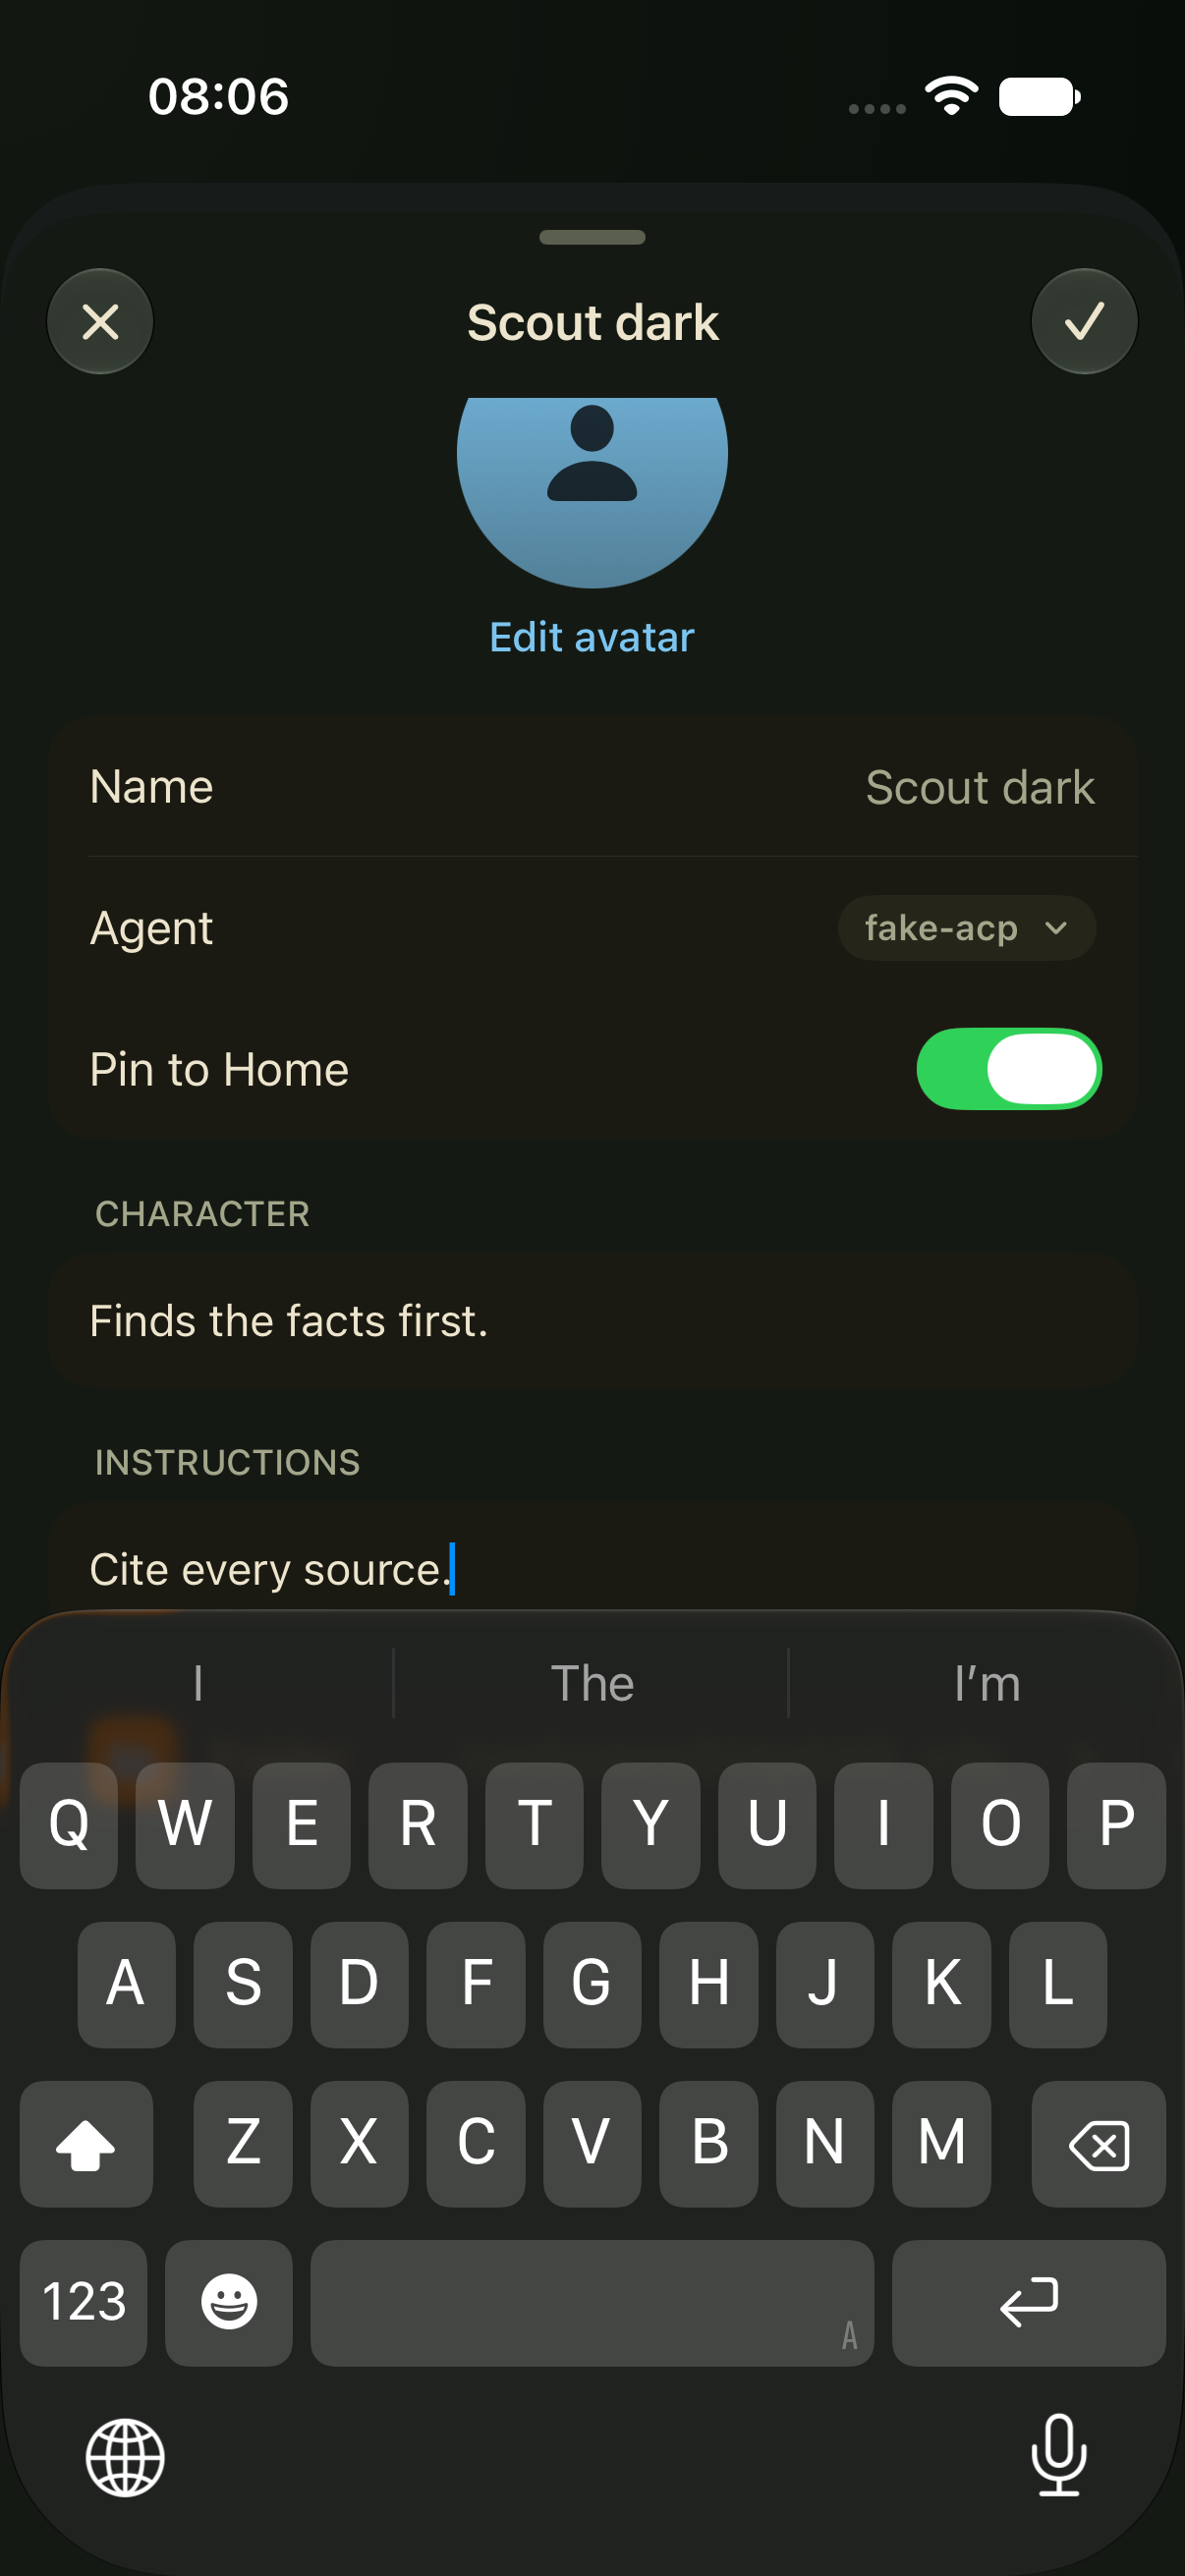 08:06
Scout dark
Edit avatar
Name
Scout dark
Agent
fake-acp
Pin to Home
CHARACTER
Finds the facts first.
INSTRUCTIONS
Cite every source.
I The I’m
Q W E R T Y U I O P
A S D F G H J K L
Z X C V B N M
123
A